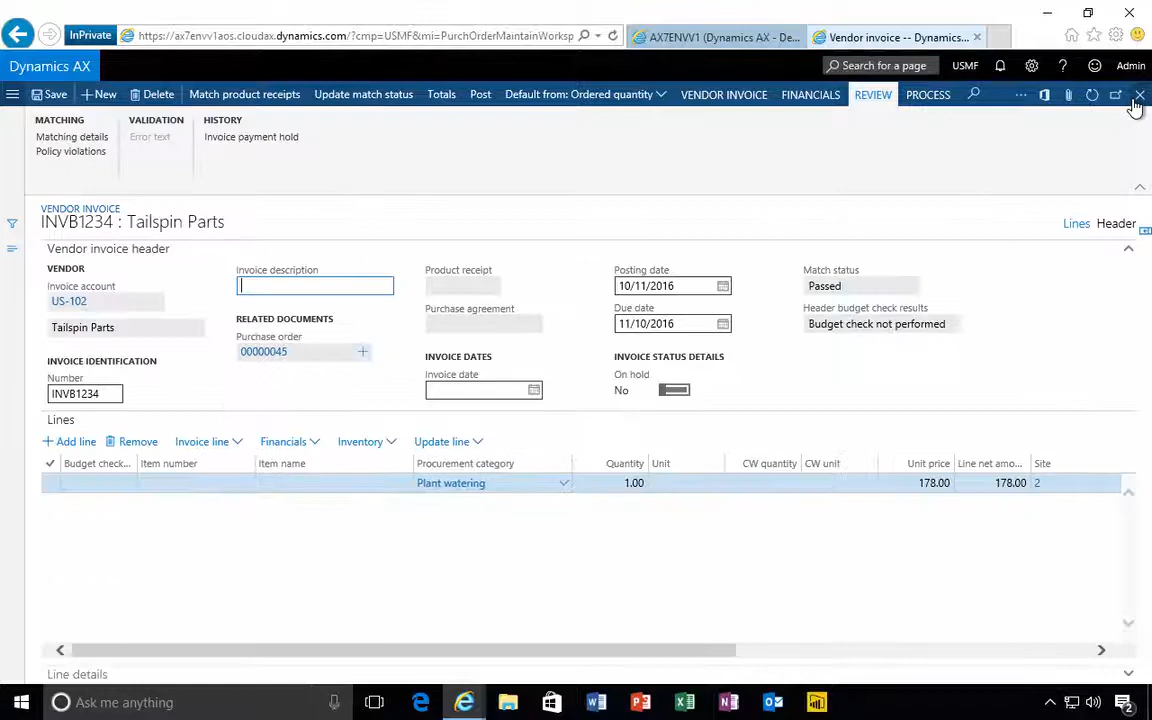 InPrivate https://ax7envv1aos.cloudax.dynamics.com/?cmp=USMF&mi=PurchOrderMaintainWorksp AX7ENVV1 (Dynamics AX - De... Vendor invoice -- Dynamics...
Dynamics AX Search for a page USMF ? Admin
Save New Delete Match product receipts Update match status Totals Post Default from: Ordered quantity VENDOR INVOICE FINANCIALS REVIEW PROCESS ...
MATCHING VALIDATION HISTORY
Matching details Error text Invoice payment hold
Policy violations
VENDOR INVOICE
INVB1234 : Tailspin Parts Lines Header
Vendor invoice header
VENDOR Invoice description Product receipt Posting date Match status
Invoice account 10/11/2016 Passed
US-102 RELATED DOCUMENTS Purchase agreement Due date Header budget check results
Tailspin Parts Purchase order 11/10/2016 Budget check not performed
INVOICE IDENTIFICATION 00000045 INVOICE DATES INVOICE STATUS DETAILS
Number Invoice date On hold
INVB1234 No
Lines
Add line Remove Invoice line Financials Inventory Update line
Budget check... Item number Item name Procurement category Quantity Unit CW quantity CW unit Unit price Line net amo... Site
Plant watering 1.00 178.00 178.00 2
Line details
Ask me anything 2